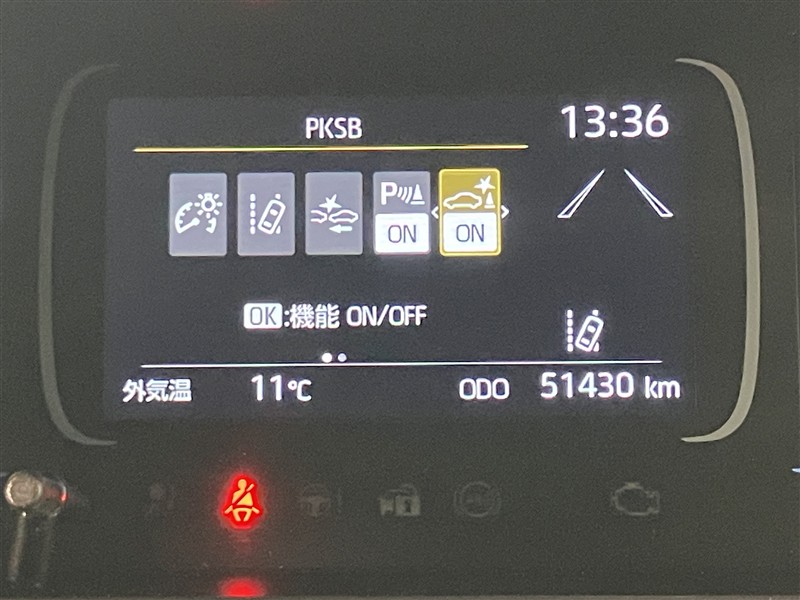 PKSB
13:36
P
ON
ON
OK:機能 ON/OFF
外気温 11℃ ODO 51430 km